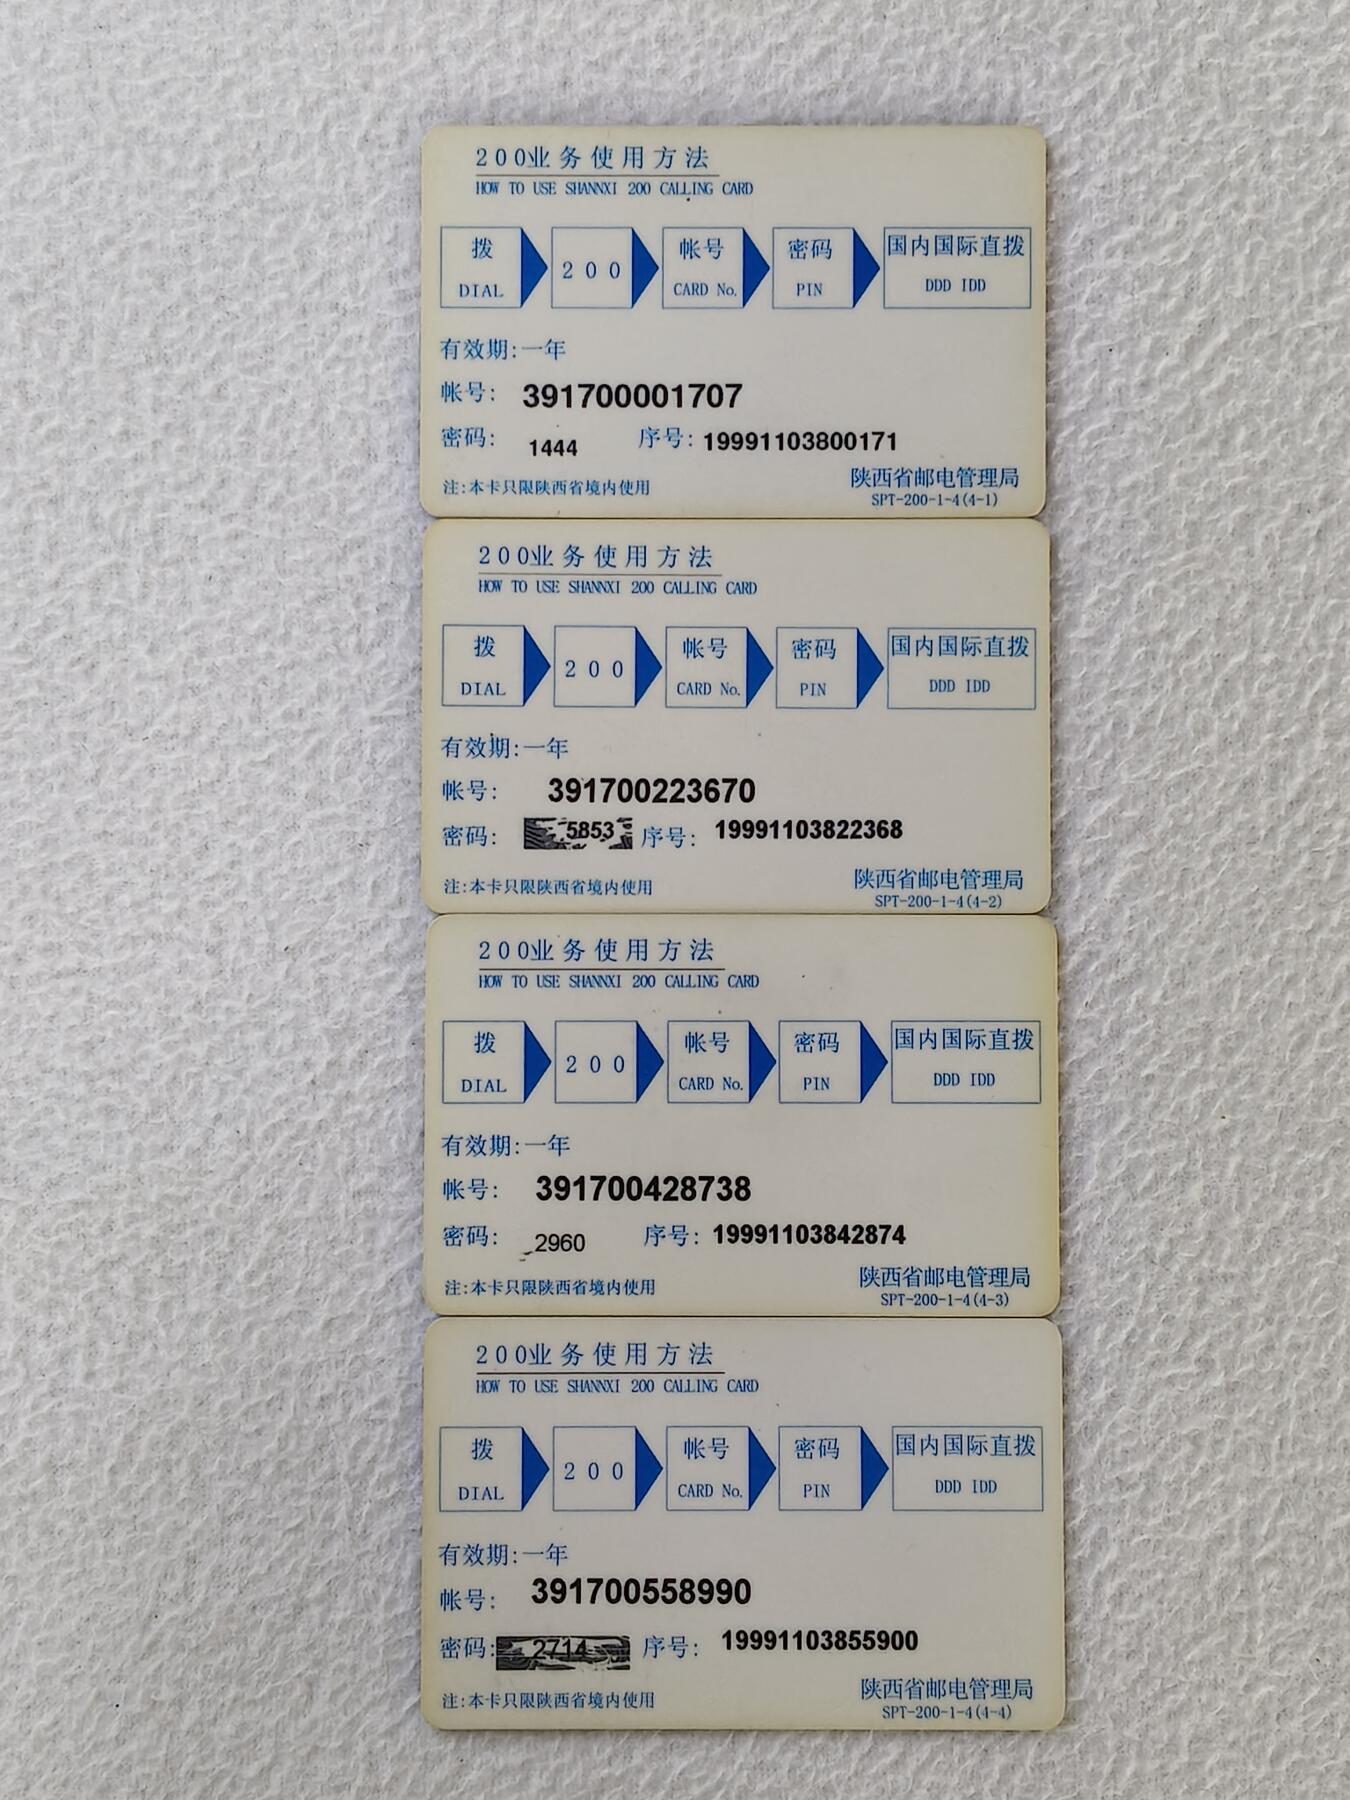 200业务使用方法
HOW TO USE SHANNXI 200 CALLING CARD
拨 200 帐号 密码 国内国际直拨
DIAL CARD No. PIN DDD IDD
有效期:一年
帐号: 391700001707
密码: 1444 序号: 19991103800171
陕西省邮电管理局
注:本卡只限陕西省境内使用 SPT-200-1-4(4-1)
200业务使用方法
HOW TO USE SHANNXI 200 CALLING CARD
拨 200 帐号 密码 国内国际直拨
DIAL CARD No. PIN DDD IDD
有效期:一年
帐号: 391700223670
密码: 5853 序号: 19991103822368
陕西省邮电管理局
注:本卡只限陕西省境内使用 SPT-200-1-4(4-2)
200业务使用方法
HOW TO USE SHANNXI 200 CALLING CARD
拨 200 帐号 密码 国内国际直拨
DIAL CARD No. PIN DDD IDD
有效期:一年
帐号: 391700428738
密码: 2960 序号: 19991103842874
陕西省邮电管理局
注:本卡只限陕西省境内使用 SPT-200-1-4(4-3)
200业务使用方法
HOW TO USE SHANNXI 200 CALLING CARD
拨 200 帐号 密码 国内国际直拨
DIAL CARD No. PIN DDD IDD
有效期:一年
帐号: 391700558990
密码: 2714 序号: 19991103855900
陕西省邮电管理局
注:本卡只限陕西省境内使用 SPT-200-1-4(4-4)